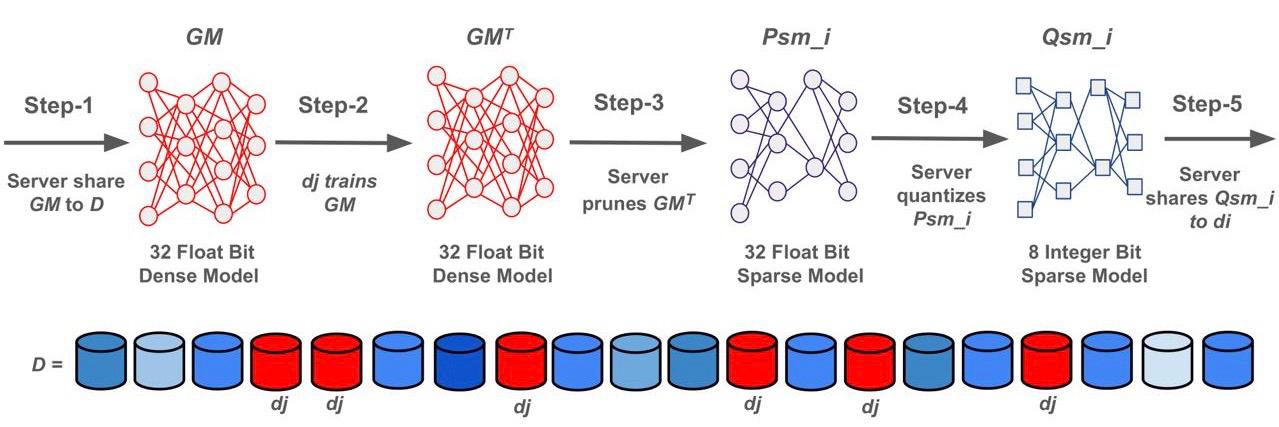 GM
GMᵀ
Psm_i
Qsm_i
Step-1
Step-2
Step-3
Step-4
Step-5
Server share
GM to D
dj trains
GM
Server
prunes GMᵀ
Server
quantizes
Psm_i
Server
shares Qsm_i
to di
32 Float Bit
Dense Model
32 Float Bit
Dense Model
32 Float Bit
Sparse Model
8 Integer Bit
Sparse Model
D =
dj
dj
dj
dj
dj
dj